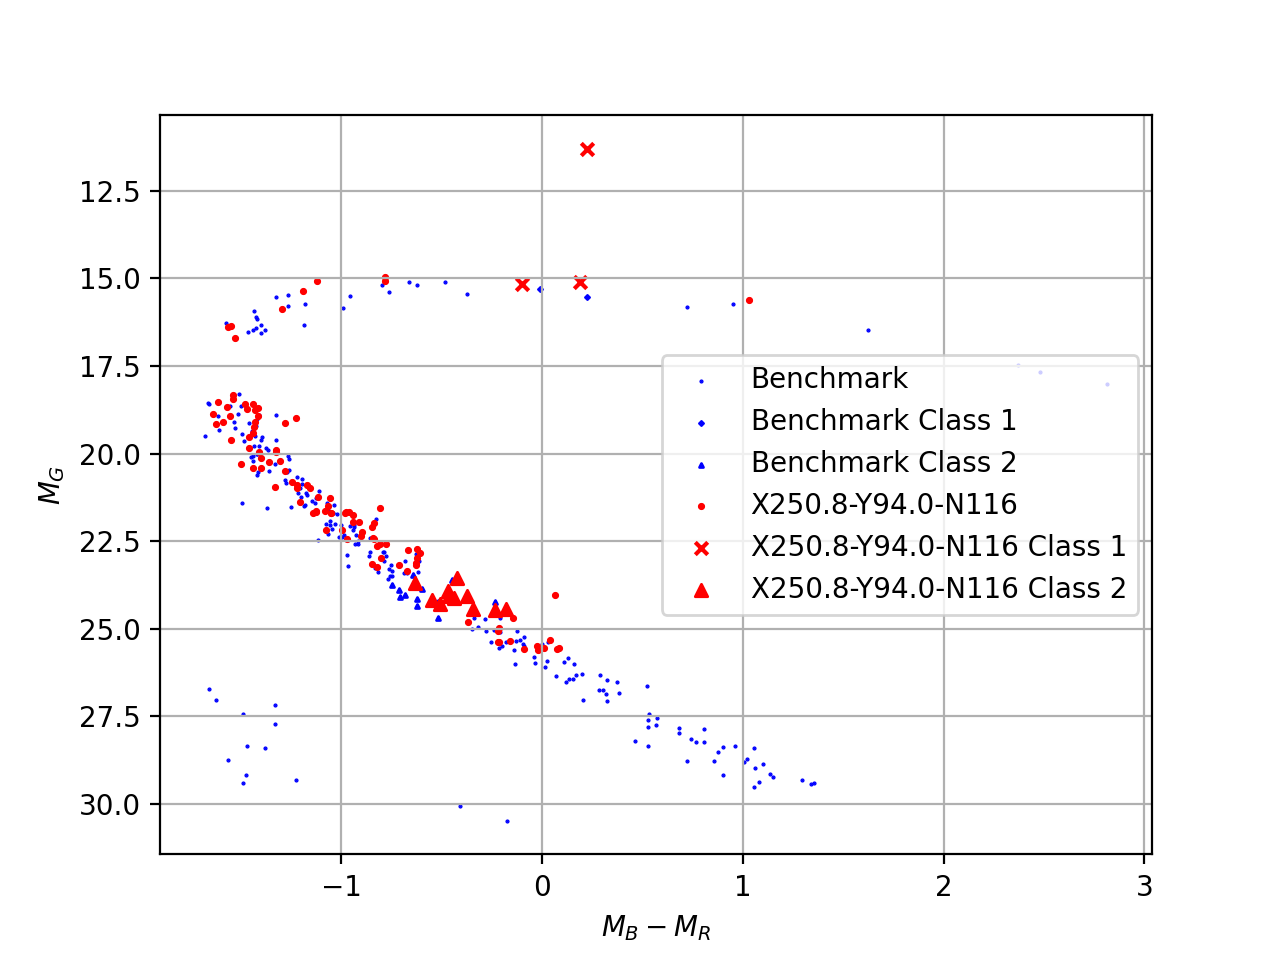 12.5
15.0
17.5
20.0
22.5
25.0
27.5
30.0
M_G
Benchmark
Benchmark Class 1
Benchmark Class 2
X250.8-Y94.0-N116
X250.8-Y94.0-N116 Class 1
X250.8-Y94.0-N116 Class 2
−1 0 1 2 3
M_B − M_R